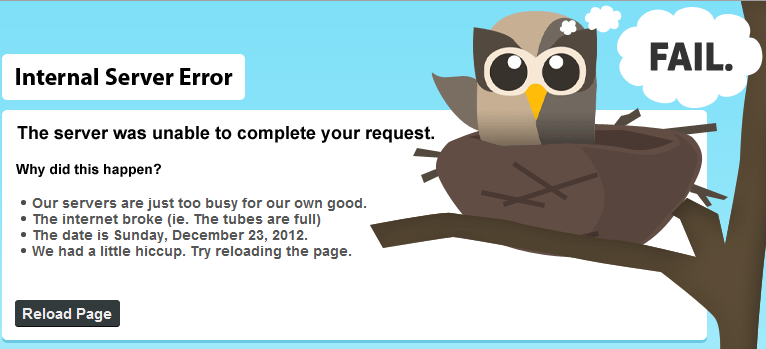 FAIL.
Internal Server Error
The server was unable to complete your request.
Why did this happen?
• Our servers are just too busy for our own good.
• The internet broke (ie. The tubes are full)
• The date is Sunday, December 23, 2012.
• We had a little hiccup. Try reloading the page.
Reload Page